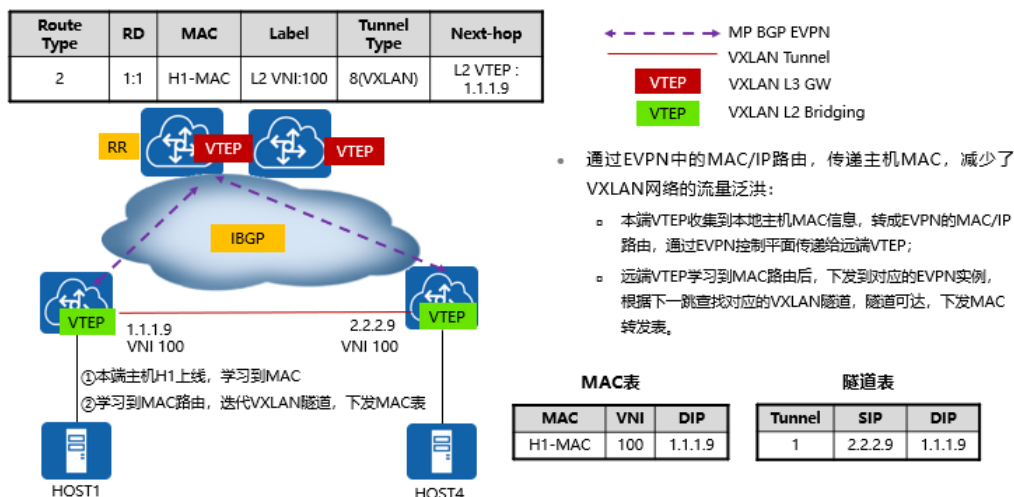 Route Type RD MAC Label Tunnel Type Next-hop
2 1:1 H1-MAC L2 VNI:100 8(VXLAN) L2 VTEP : 1.1.1.9
MP BGP EVPN
VXLAN Tunnel
VTEP VXLAN L3 GW
VTEP VXLAN L2 Bridging
RR VTEP VTEP
IBGP
VTEP VTEP
1.1.1.9 2.2.2.9
VNI 100 VNI 100
①本端主机H1上线，学习到MAC
②学习到MAC路由，迭代VXLAN隧道，下发MAC表
HOST1 HOST4
通过EVPN中的MAC/IP路由，传递主机MAC，减少了
VXLAN网络的流量泛洪：
本端VTEP收集到本地主机MAC信息，转成EVPN的MAC/IP
路由，通过EVPN控制平面传递给远端VTEP；
远端VTEP学习到MAC路由后，下发到对应的EVPN实例，
根据下一跳查找对应的VXLAN隧道，隧道可达，下发MAC
转发表。
MAC表
MAC VNI DIP
H1-MAC 100 1.1.1.9
隧道表
Tunnel SIP DIP
1 2.2.2.9 1.1.1.9